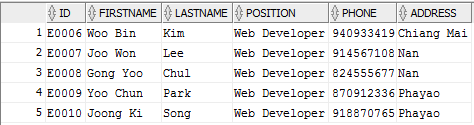 ID FIRSTNAME LASTNAME POSITION PHONE ADDRESS
1 E0006 Woo Bin Kim Web Developer 940933419 Chiang Mai
2 E0007 Joo Won Lee Web Developer 914567108 Nan
3 E0008 Gong Yoo Chul Web Developer 824555677 Nan
4 E0009 Yoo Chun Park Web Developer 870912336 Phayao
5 E0010 Joong Ki Song Web Developer 918870765 Phayao